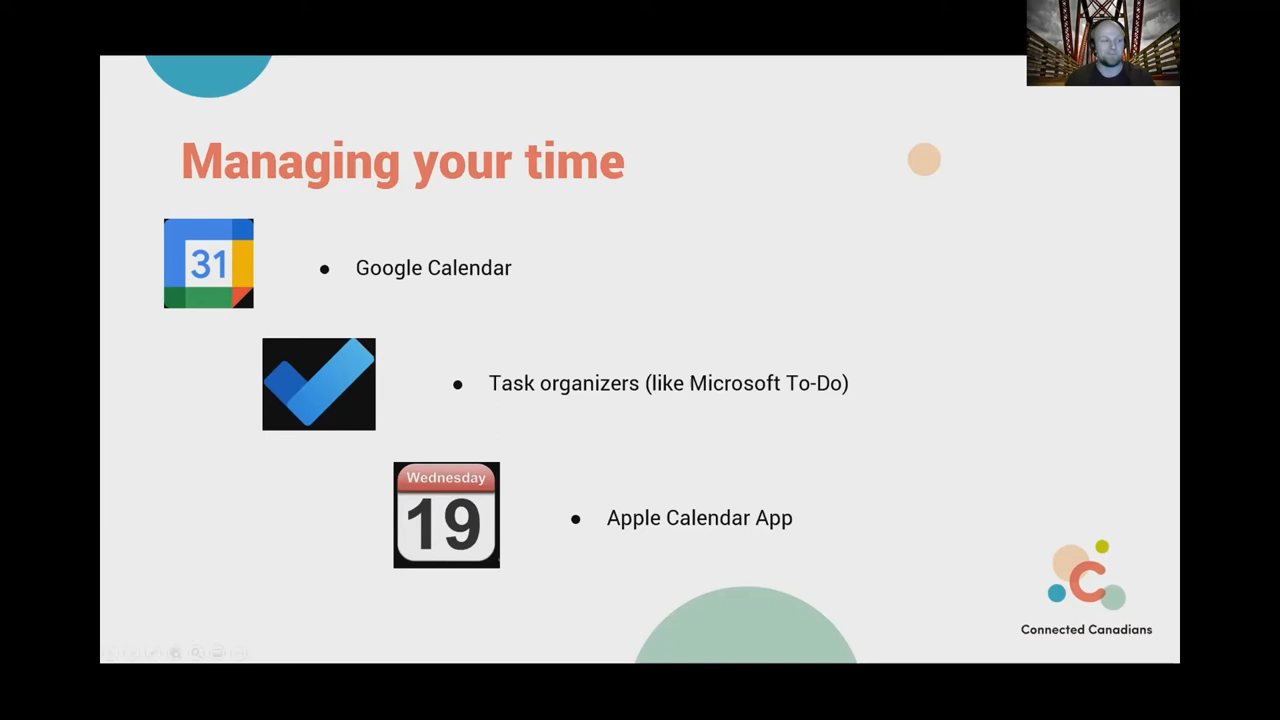 Managing your time
31
● Google Calendar
● Task organizers (like Microsoft To-Do)
Wednesday
19
● Apple Calendar App
C
Connected Canadians